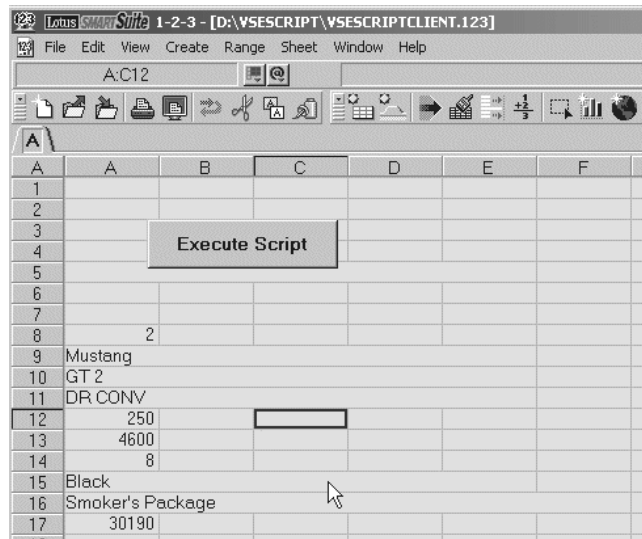 Lotus SMARTSuite 1-2-3 - [D:\VSESCRIPT\VSESCRIPTCLIENT.123]
123 File Edit View Create Range Sheet Window Help
A:C12 @
A
A A B C D E F
1
2
3
Execute Script
4
5
6
7
8 2
9 Mustang
10 GT 2
11 DR CONV
12 250
13 4600
14 8
15 Black
16 Smoker's Package
17 30190